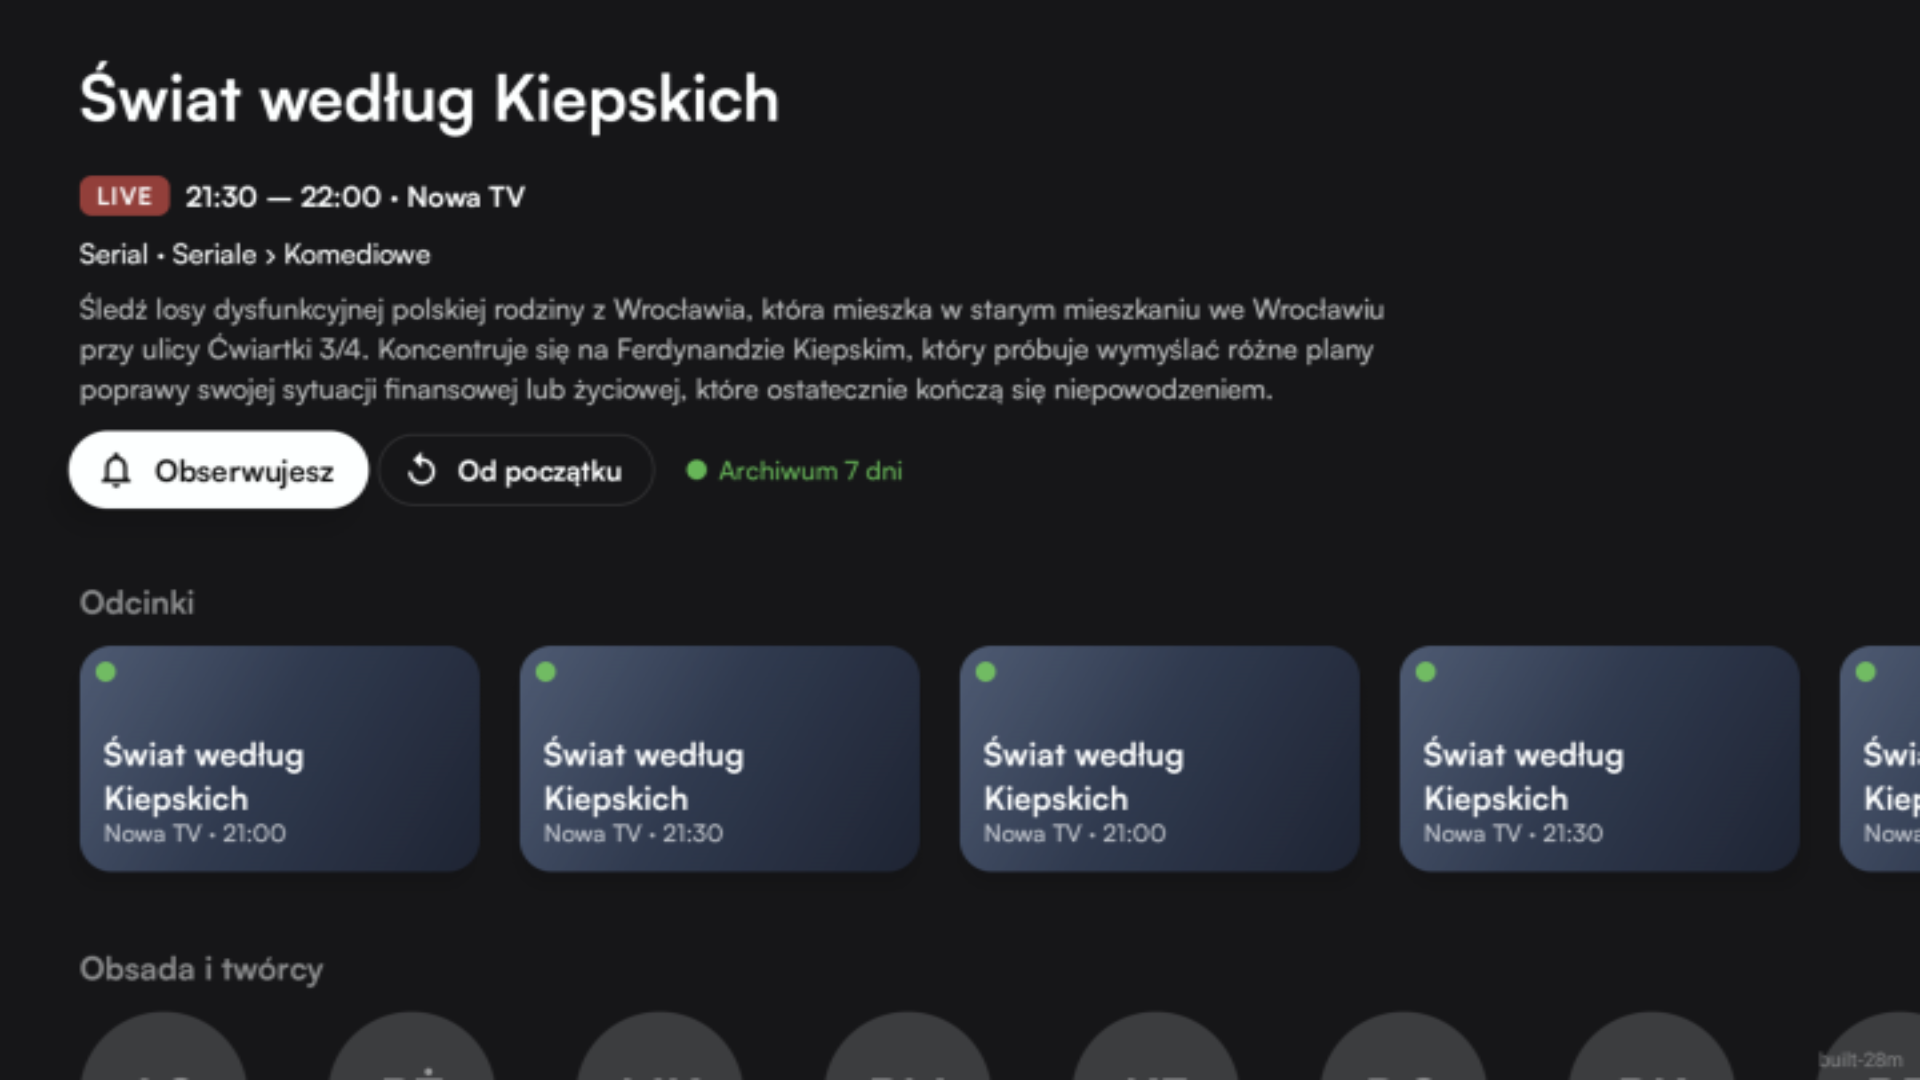 Świat według Kiepskich
LIVE 21:30 — 22:00 · Nowa TV
Serial · Seriale › Komediowe
Śledź losy dysfunkcyjnej polskiej rodziny z Wrocławia, która mieszka w starym mieszkaniu we Wrocławiu
przy ulicy Ćwiartki 3/4. Koncentruje się na Ferdynandzie Kiepskim, który próbuje wymyślać różne plany
poprawy swojej sytuacji finansowej lub życiowej, które ostatecznie kończą się niepowodzeniem.
Obserwujesz
Od początku
Archiwum 7 dni
Odcinki
Świat według
Kiepskich
Nowa TV · 21:00
Świat według
Kiepskich
Nowa TV · 21:30
Świat według
Kiepskich
Nowa TV · 21:00
Świat według
Kiepskich
Nowa TV · 21:30
Obsada i twórcy
built-28m